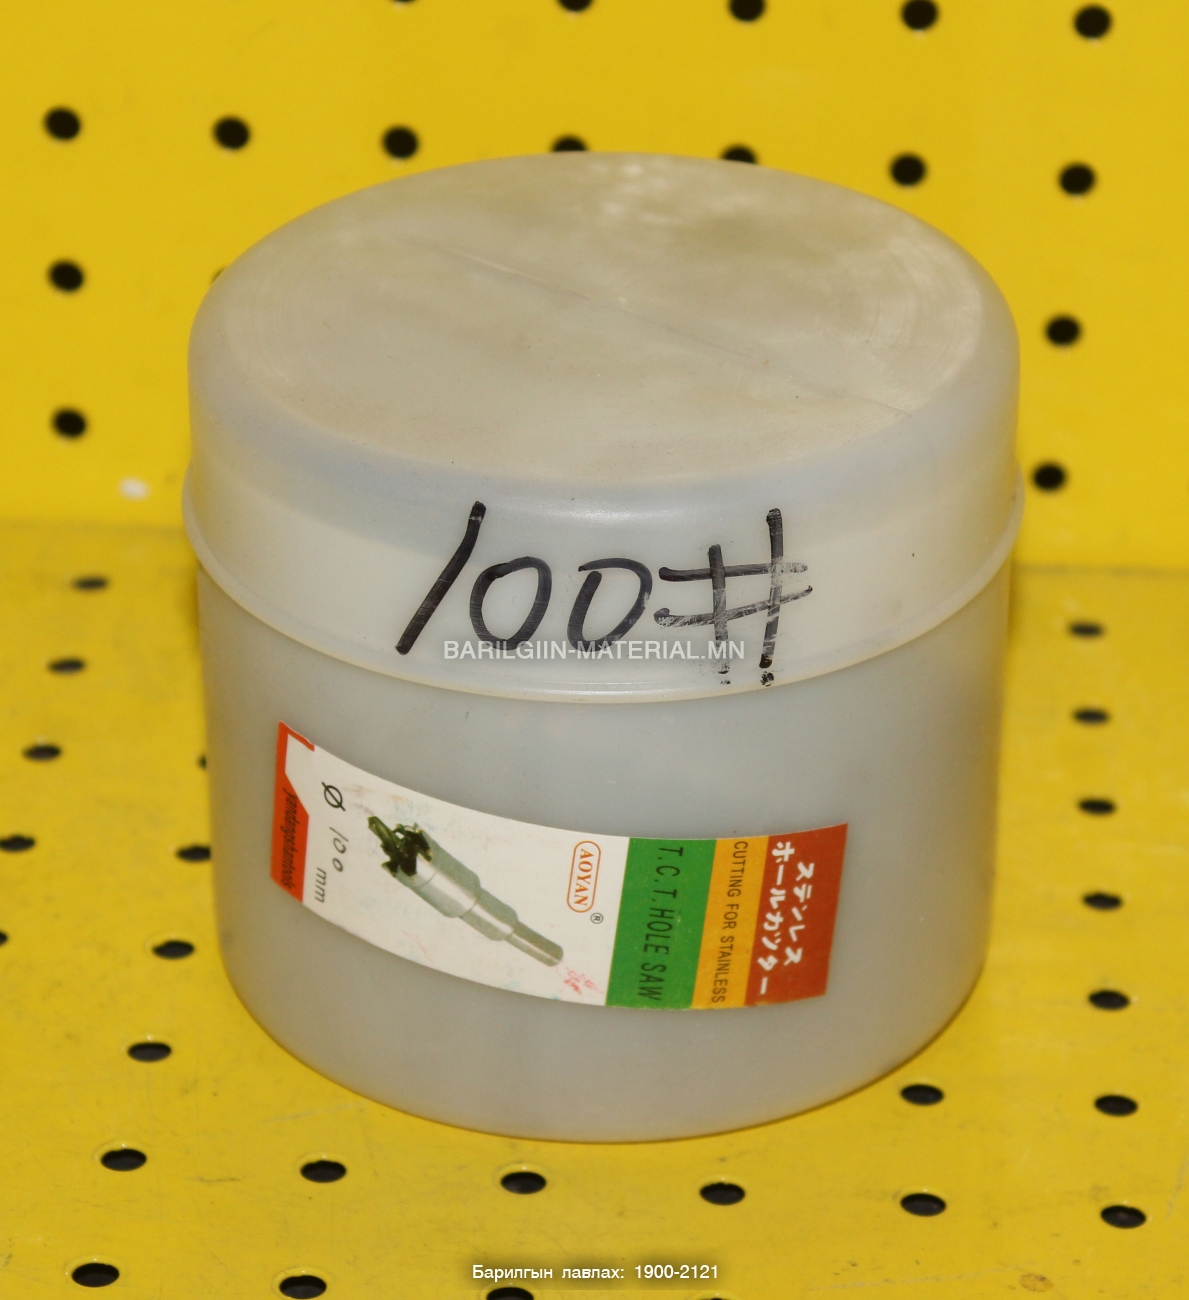 100#
BARILGIIN-MATERIAL.MN
ステンレス
ホールカッター
CUTTING FOR STAINLESS
T.C.T. HOLE SAW
AOYAN ®
Ø 100 mm
Барилгын лавлах: 1900-2121